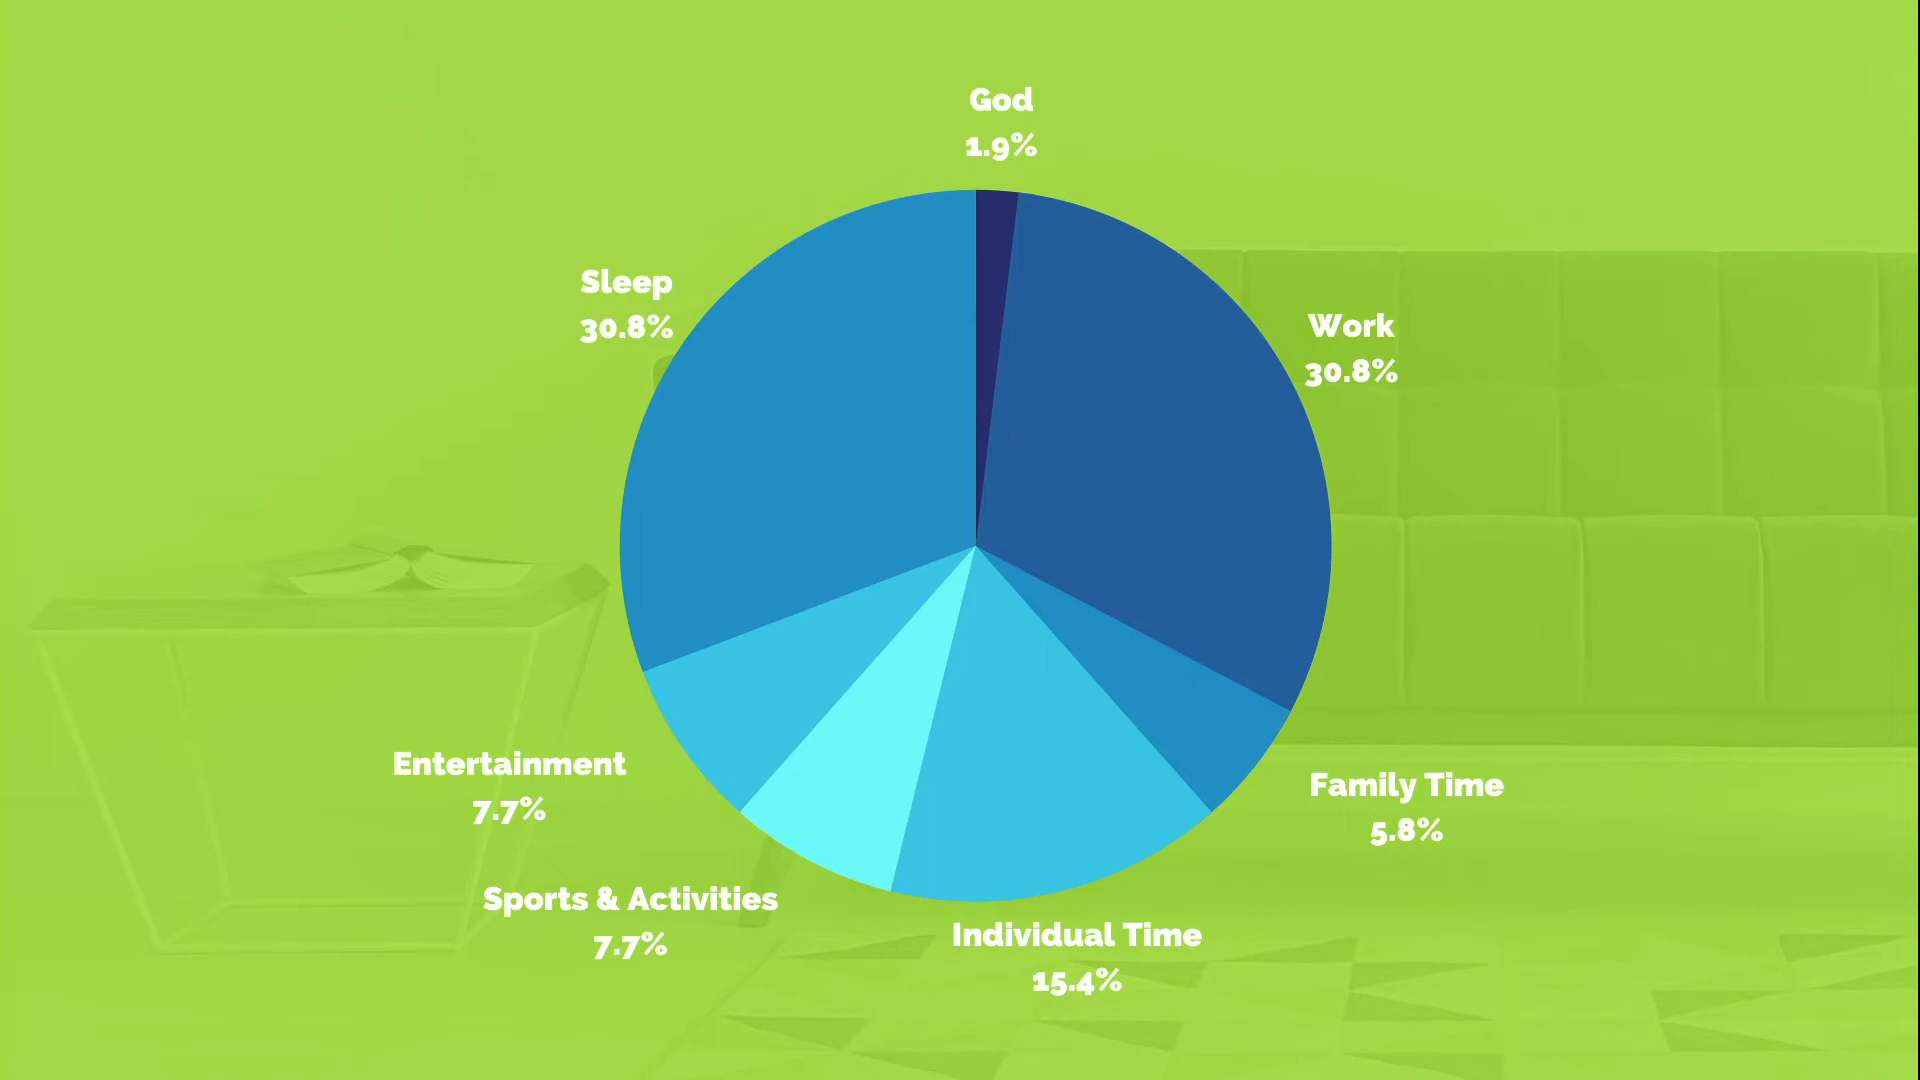 God
1.9%
Sleep
30.8%
Work
30.8%
Entertainment
7.7%
Family Time
5.8%
Sports & Activities
7.7%
Individual Time
15.4%